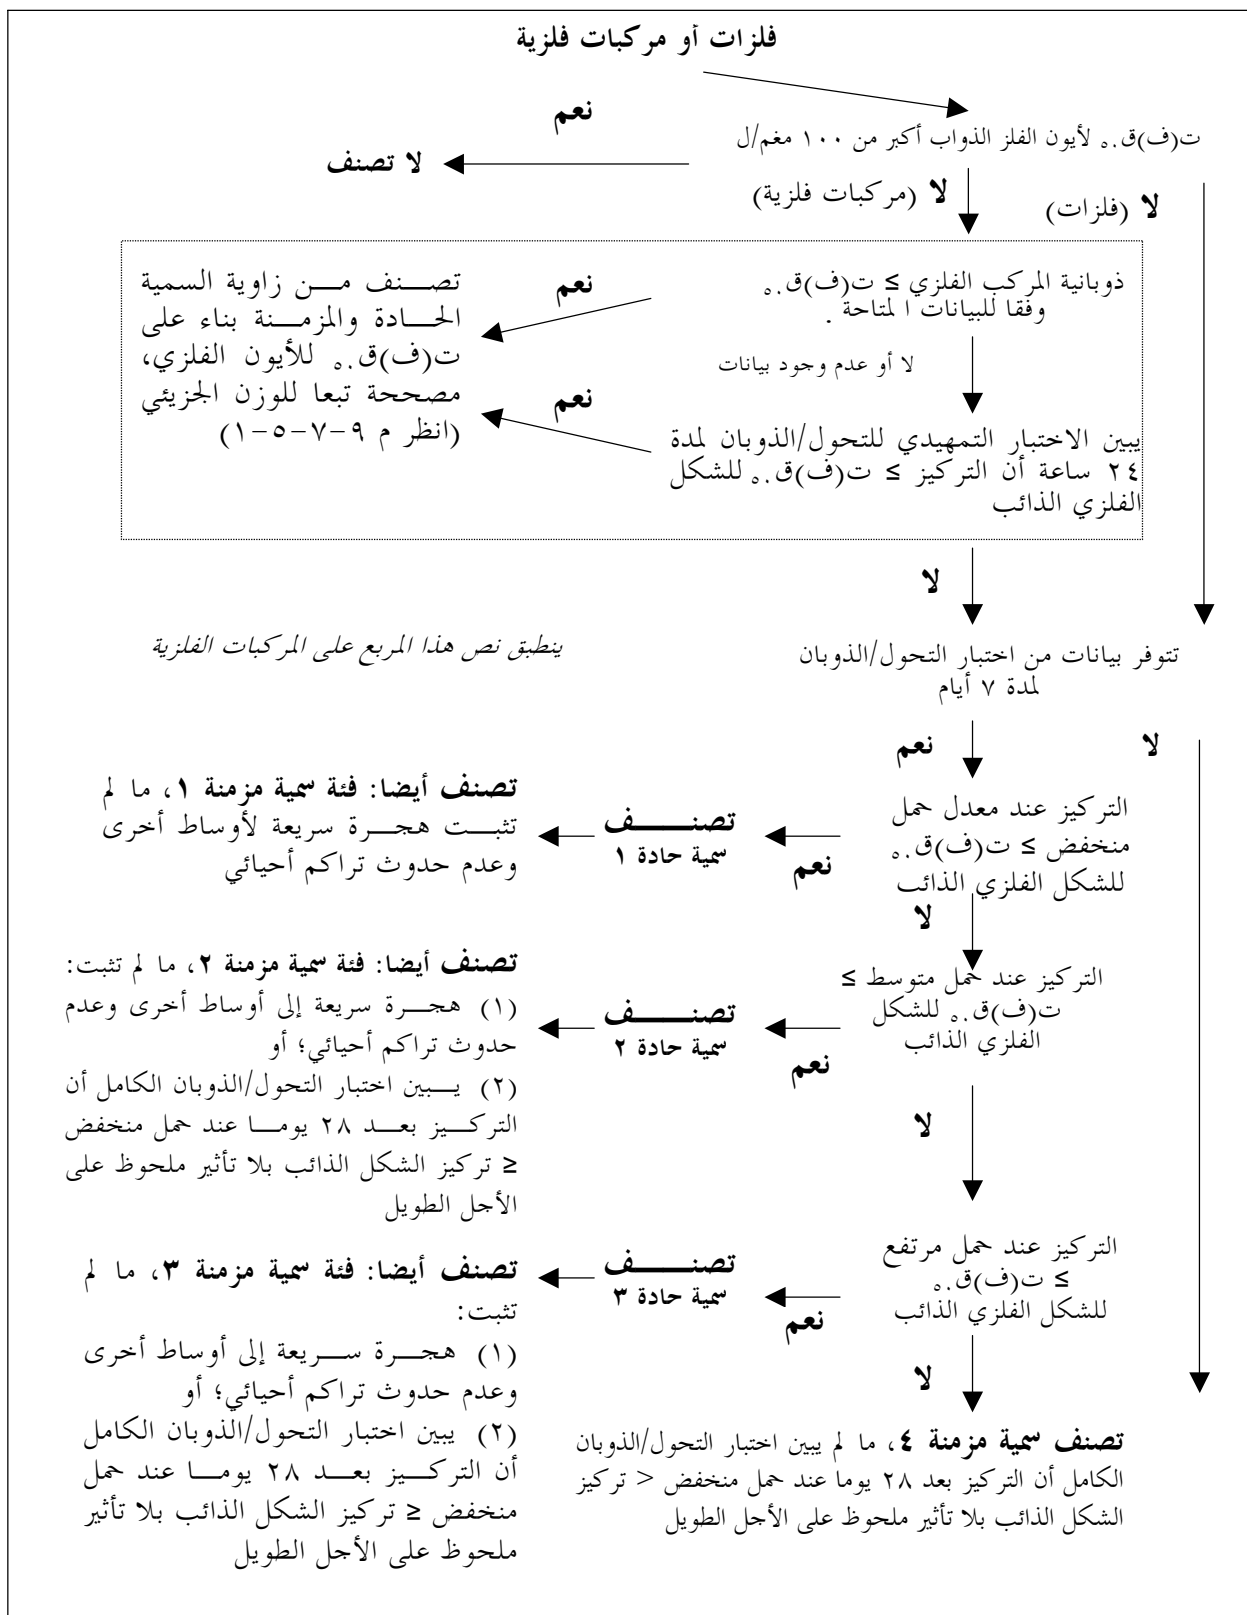 فلزات أو مركبات فلزية
نعم
ت(ف)ق.₅ لأيون الفلز الذواب أكبر من ١٠٠ مغم/ل
لا تصنف
لا (مركبات فلزية)
لا (فلزات)
ذوبانية المركب الفلزي ≥ ت(ف)ق.₅
وفقا للبيانات المتاحة .
نعم
تصنف من زاوية السمية
الحادة والمزمنة بناء على
ت(ف)ق.₅ للأيون الفلزي،
مصححة تبعا للوزن الجزيئي
(انظر م ٩-٧-٥-١)
لا أو عدم وجود بيانات
نعم
يبين الاختبار التمهيدي للتحول/الذوبان لمدة
٢٤ ساعة أن التركيز ≥ ت(ف)ق.₅ للشكل
الفلزي الذائب
لا
ينطبق نص هذا المربع على المركبات الفلزية
تتوفر بيانات من اختبار التحول/الذوبان
لمدة ٧ أيام
نعم
لا
التركيز عند معدل حمل
منخفض ≥ ت(ف)ق.₅
للشكل الفلزي الذائب
نعم
تصنف
سمية حادة ١
تصنف أيضا: فئة سمية مزمنة ١، ما لم
تثبت هجرة سريعة لأوساط أخرى
وعدم حدوث تراكم أحيائي
لا
التركيز عند حمل متوسط ≥
ت(ف)ق.₅ للشكل
الفلزي الذائب
نعم
تصنف
سمية حادة ٢
تصنف أيضا: فئة سمية مزمنة ٢، ما لم تثبت:
(١) هجرة سريعة إلى أوساط أخرى وعدم
حدوث تراكم أحيائي؛ أو
(٢) يبين اختبار التحول/الذوبان الكامل أن
التركيز بعد ٢٨ يوما عند حمل منخفض
≤ تركيز الشكل الذائب بلا تأثير ملحوظ على
الأجل الطويل
لا
التركيز عند حمل مرتفع
≥ ت(ف)ق.₅
للشكل الفلزي الذائب
نعم
تصنف
سمية حادة ٣
تصنف أيضا: فئة سمية مزمنة ٣، ما لم
تثبت:
(١) هجرة سريعة إلى أوساط أخرى
وعدم حدوث تراكم أحيائي؛ أو
(٢) يبين اختبار التحول/الذوبان الكامل
أن التركيز بعد ٢٨ يوما عند حمل
منخفض ≤ تركيز الشكل الذائب بلا تأثير
ملحوظ على الأجل الطويل
لا
تصنف سمية مزمنة ٤، ما لم يبين اختبار التحول/الذوبان
الكامل أن التركيز بعد ٢٨ يوما عند حمل منخفض < تركيز
الشكل الذائب بلا تأثير ملحوظ على الأجل الطويل